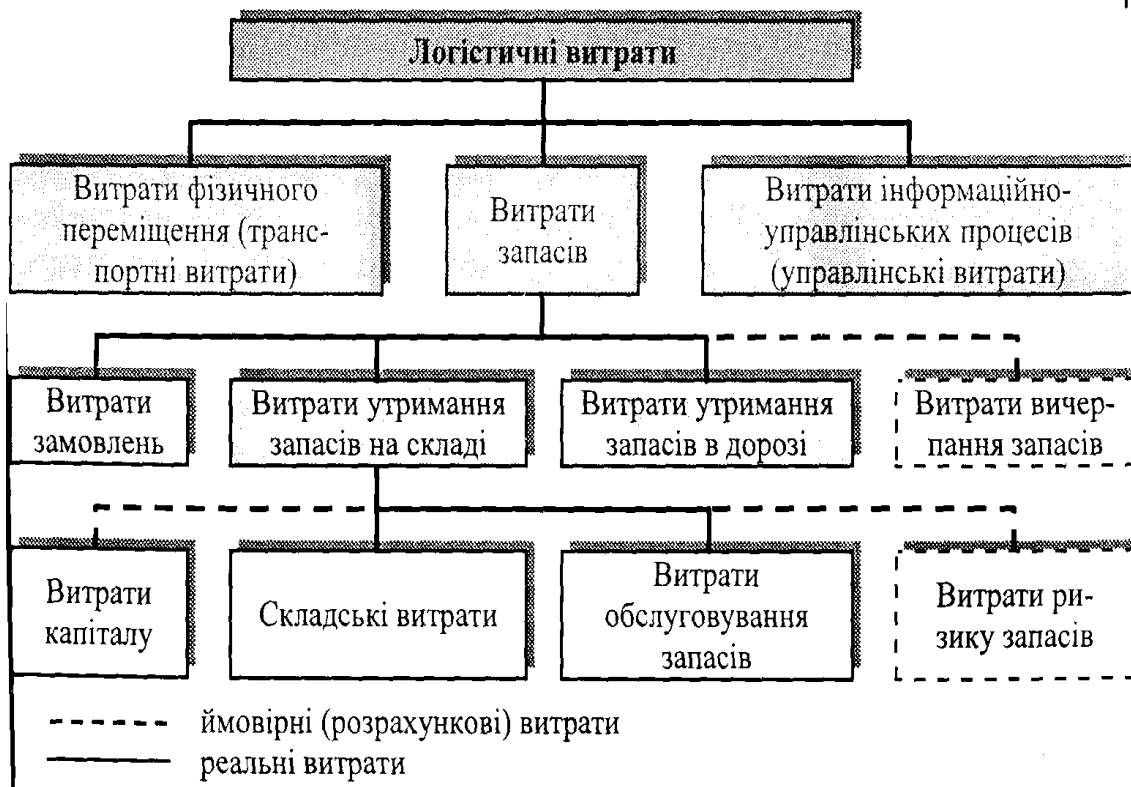 Логістичні витрати
Витрати фізичного
переміщення (транс-
портні витрати)
Витрати
запасів
Витрати інформаційно-
управлінських процесів
(управлінські витрати)
Витрати
замовлень
Витрати утримання
запасів на складі
Витрати утримання
запасів в дорозі
Витрати вичер-
пання запасів
Витрати
капіталу
Складські витрати
Витрати
обслуговування
запасів
Витрати ри-
зику запасів
ймовірні (розрахункові) витрати
реальні витрати